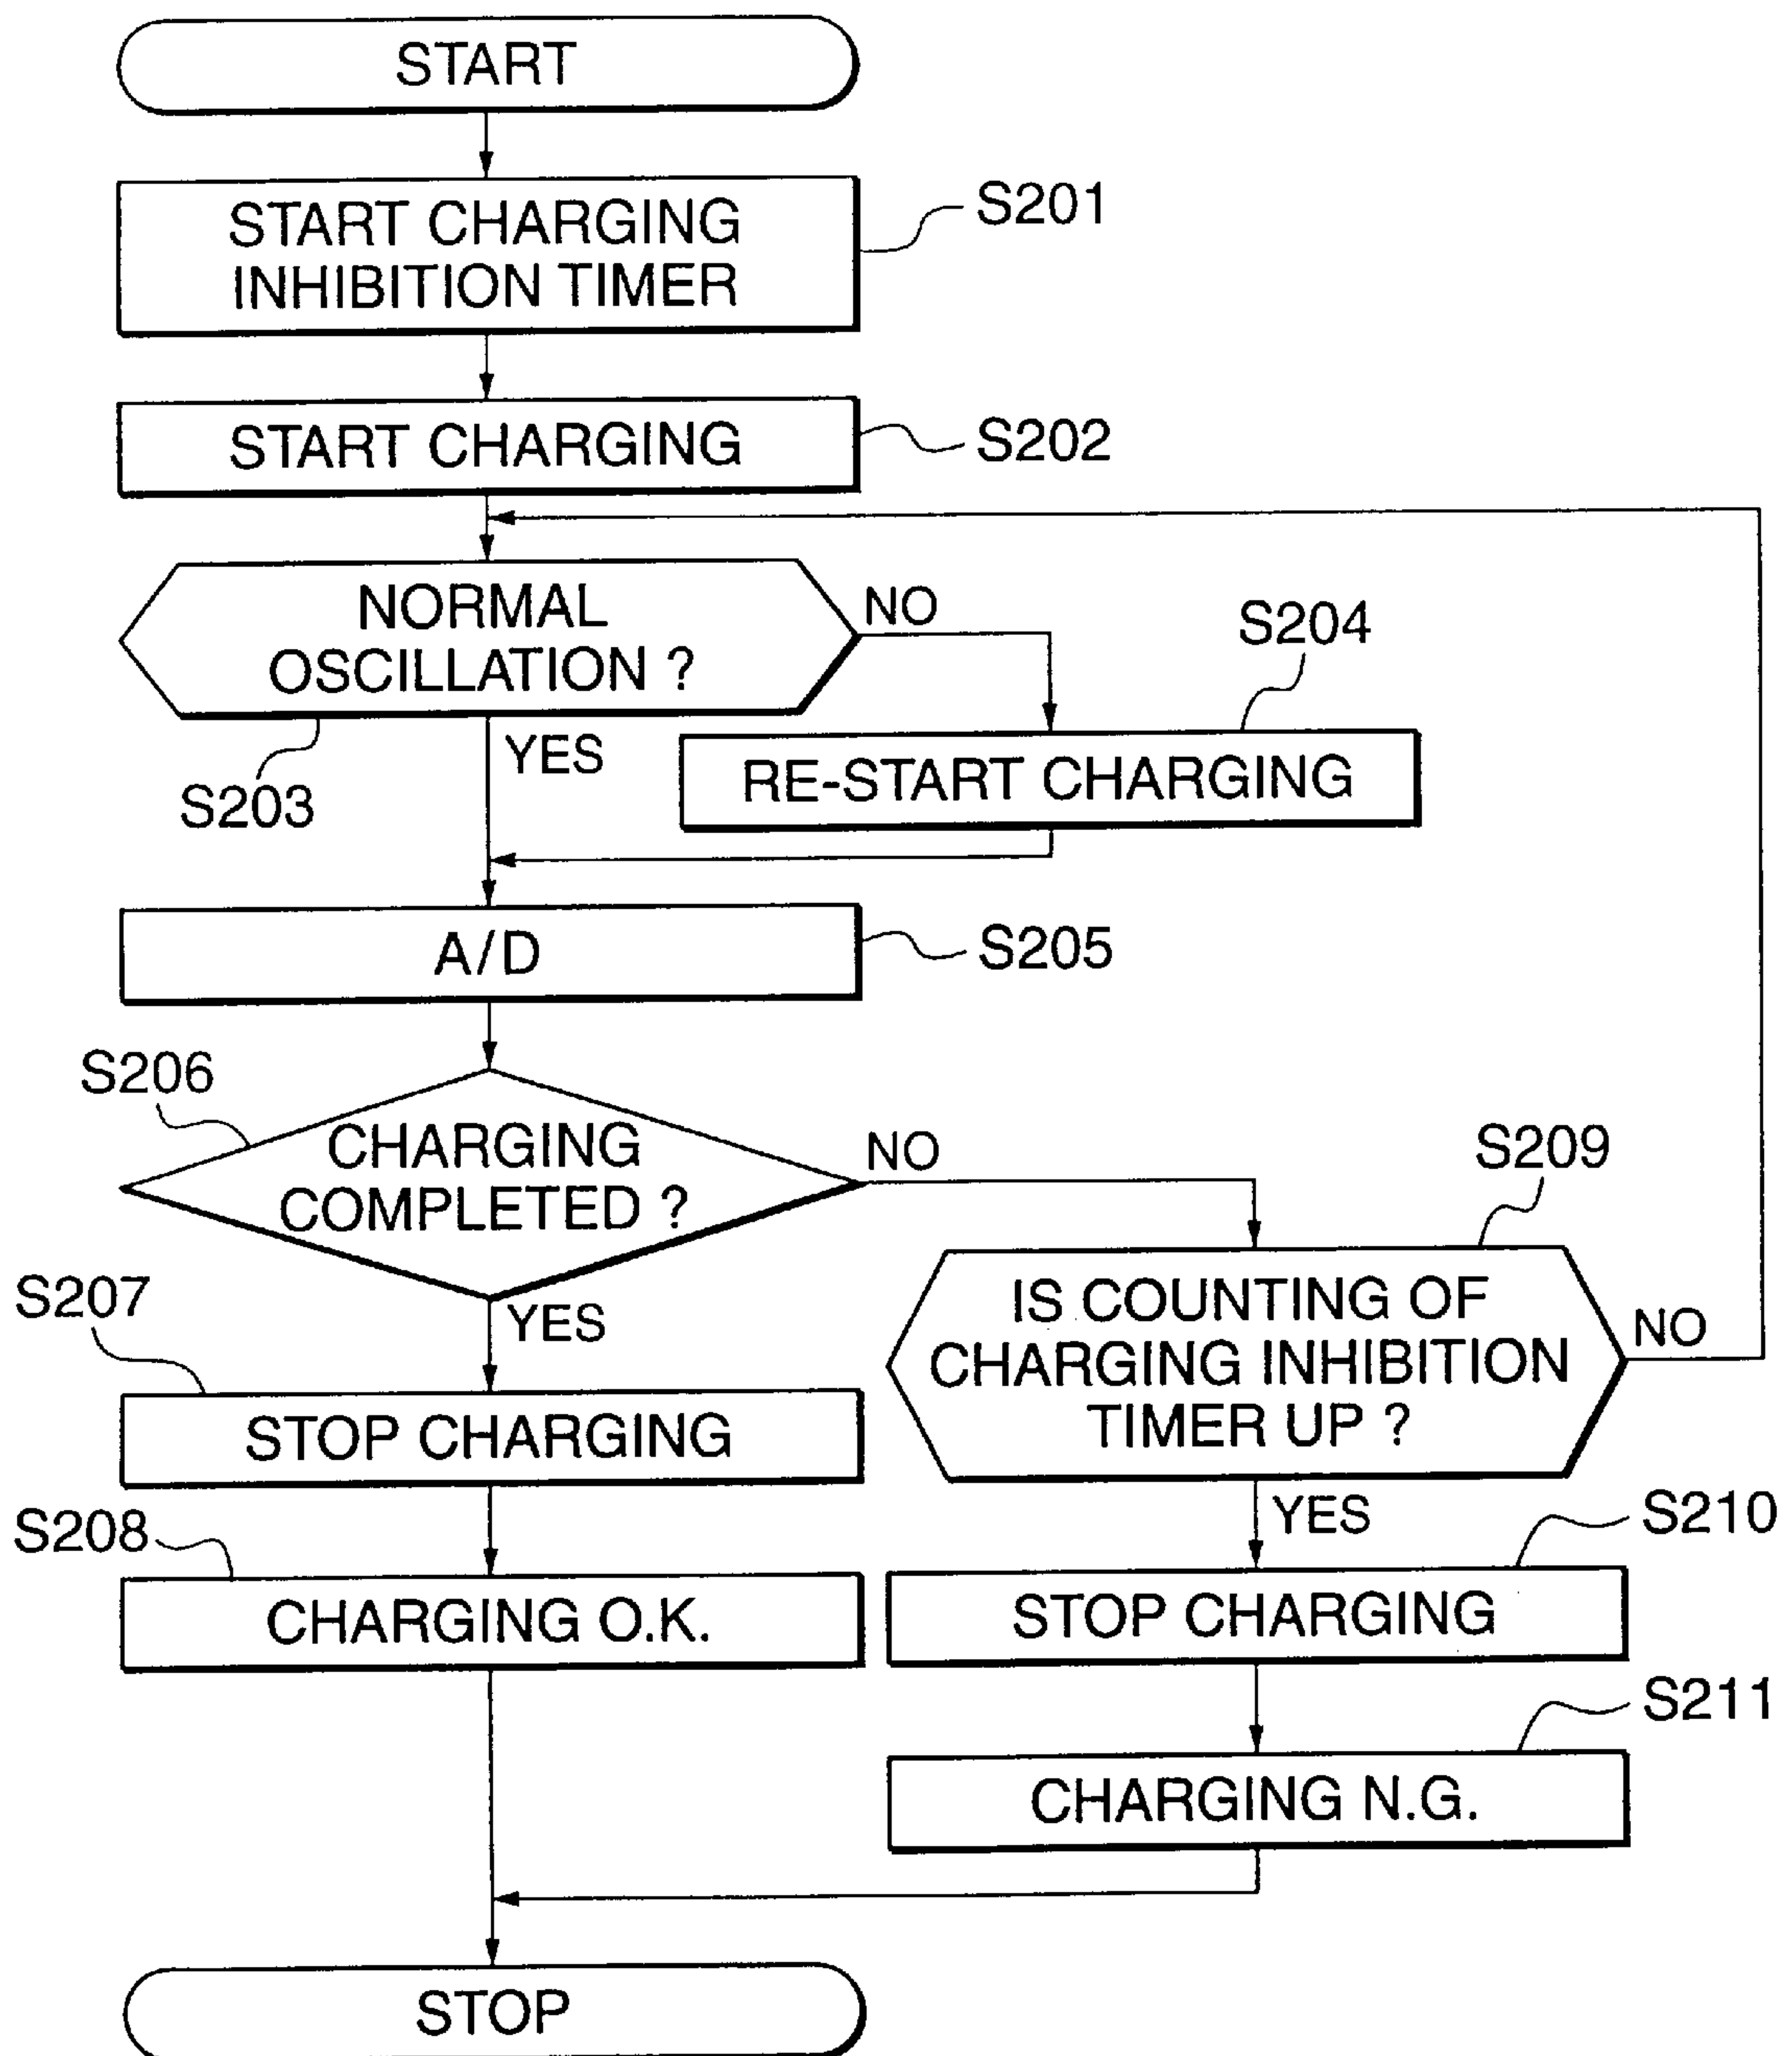 START
START CHARGING
INHIBITION TIMER
S201
START CHARGING
S202
NORMAL
OSCILLATION ?
NO
S204
YES
S203
RE-START CHARGING
A/D
S205
S206
CHARGING
COMPLETED ?
NO
S209
S207
YES
IS COUNTING OF
CHARGING INHIBITION
TIMER UP ?
NO
STOP CHARGING
YES
S210
S208
CHARGING O.K.
STOP CHARGING
S211
CHARGING N.G.
STOP